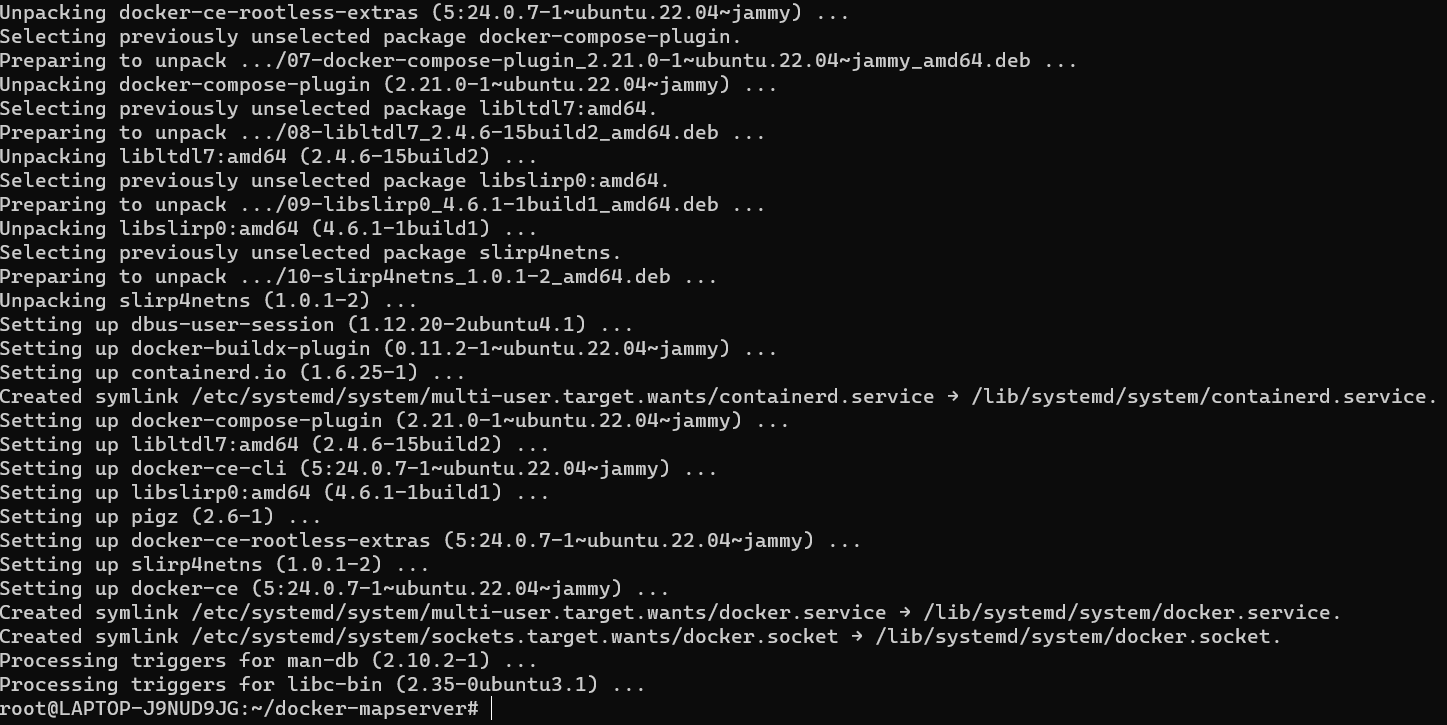 Unpacking docker-ce-rootless-extras (5:24.0.7-1~ubuntu.22.04~jammy) ...
Selecting previously unselected package docker-compose-plugin.
Preparing to unpack .../07-docker-compose-plugin_2.21.0-1~ubuntu.22.04~jammy_amd64.deb ...
Unpacking docker-compose-plugin (2.21.0-1~ubuntu.22.04~jammy) ...
Selecting previously unselected package libltdl7:amd64.
Preparing to unpack .../08-libltdl7_2.4.6-15build2_amd64.deb ...
Unpacking libltdl7:amd64 (2.4.6-15build2) ...
Selecting previously unselected package libslirp0:amd64.
Preparing to unpack .../09-libslirp0_4.6.1-1build1_amd64.deb ...
Unpacking libslirp0:amd64 (4.6.1-1build1) ...
Selecting previously unselected package slirp4netns.
Preparing to unpack .../10-slirp4netns_1.0.1-2_amd64.deb ...
Unpacking slirp4netns (1.0.1-2) ...
Setting up dbus-user-session (1.12.20-2ubuntu4.1) ...
Setting up docker-buildx-plugin (0.11.2-1~ubuntu.22.04~jammy) ...
Setting up containerd.io (1.6.25-1) ...
Created symlink /etc/systemd/system/multi-user.target.wants/containerd.service → /lib/systemd/system/containerd.service.
Setting up docker-compose-plugin (2.21.0-1~ubuntu.22.04~jammy) ...
Setting up libltdl7:amd64 (2.4.6-15build2) ...
Setting up docker-ce-cli (5:24.0.7-1~ubuntu.22.04~jammy) ...
Setting up libslirp0:amd64 (4.6.1-1build1) ...
Setting up pigz (2.6-1) ...
Setting up docker-ce-rootless-extras (5:24.0.7-1~ubuntu.22.04~jammy) ...
Setting up slirp4netns (1.0.1-2) ...
Setting up docker-ce (5:24.0.7-1~ubuntu.22.04~jammy) ...
Created symlink /etc/systemd/system/multi-user.target.wants/docker.service → /lib/systemd/system/docker.service.
Created symlink /etc/systemd/system/sockets.target.wants/docker.socket → /lib/systemd/system/docker.socket.
Processing triggers for man-db (2.10.2-1) ...
Processing triggers for libc-bin (2.35-0ubuntu3.1) ...
root@LAPTOP-J9NUD9JG:~/docker-mapserver#